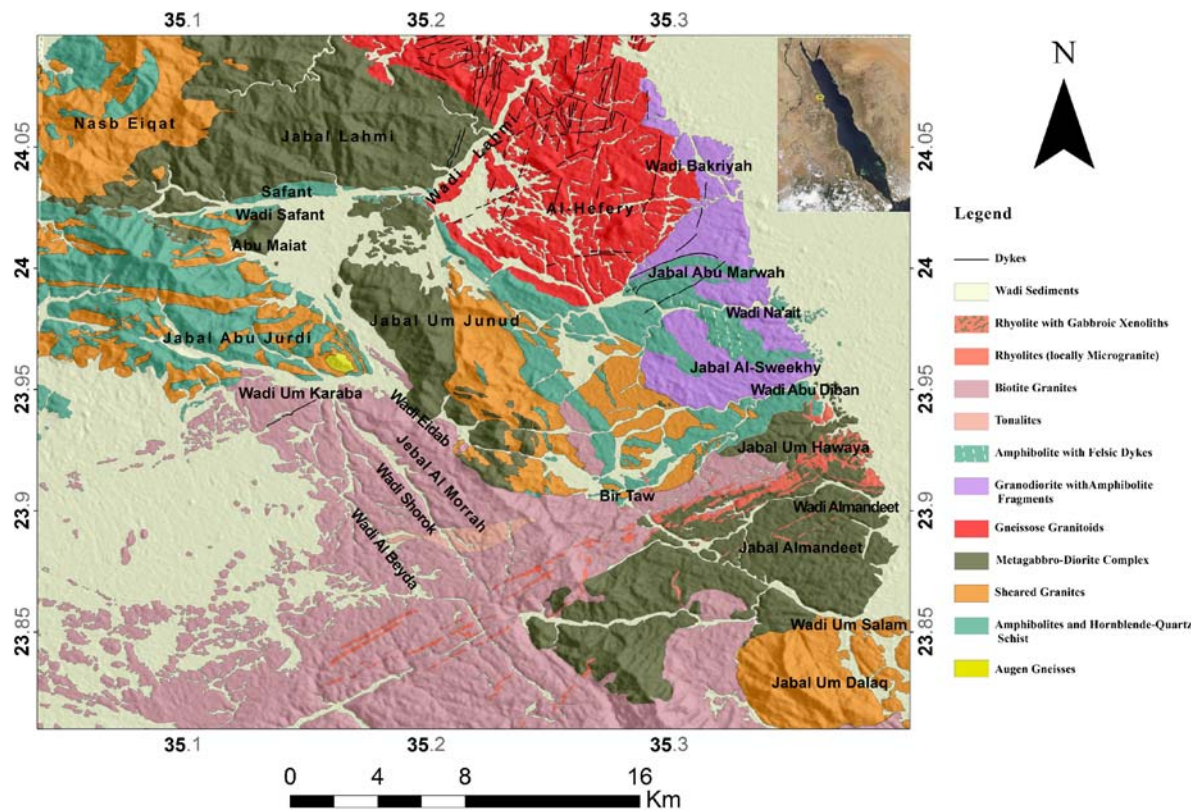 35.1 35.2 35.3
N
24.05
24.05
24
24
23.95
23.95
23.9
23.9
23.85
23.85
Nasb Eiqat
Jabal Lahmi
Wadi Lahmi
Wadi Bakriyah
Safant
Wadi Safant
Al-Hefery
Abu Maiat
Jabal Abu Marwah
Jabal Um Junud
Wadi Na'ait
Jabal Abu Jurdi
Jabal Al-Sweekhy
Wadi Um Karaba
Wadi Abu Diban
Wadi Eidab
Jebal Al Morrah
Jabal Um Hawaya
Wadi Shorok
Bir Taw
Wadi Almandeet
Wadi Al Beyda
Jabal Almandeet
Wadi Um Salam
Jabal Um Dalaq
35.1 35.2 35.3
0 4 8 16
Km
Legend
Dykes
Wadi Sediments
Rhyolite with Gabbroic Xenoliths
Rhyolites (locally Microgranite)
Biotite Granites
Tonalites
Amphibolite with Felsic Dykes
Granodiorite withAmphibolite
Fragments
Gneissose Granitoids
Metagabbro-Diorite Complex
Sheared Granites
Amphibolites and Hornblende-Quartz
Schist
Augen Gneisses